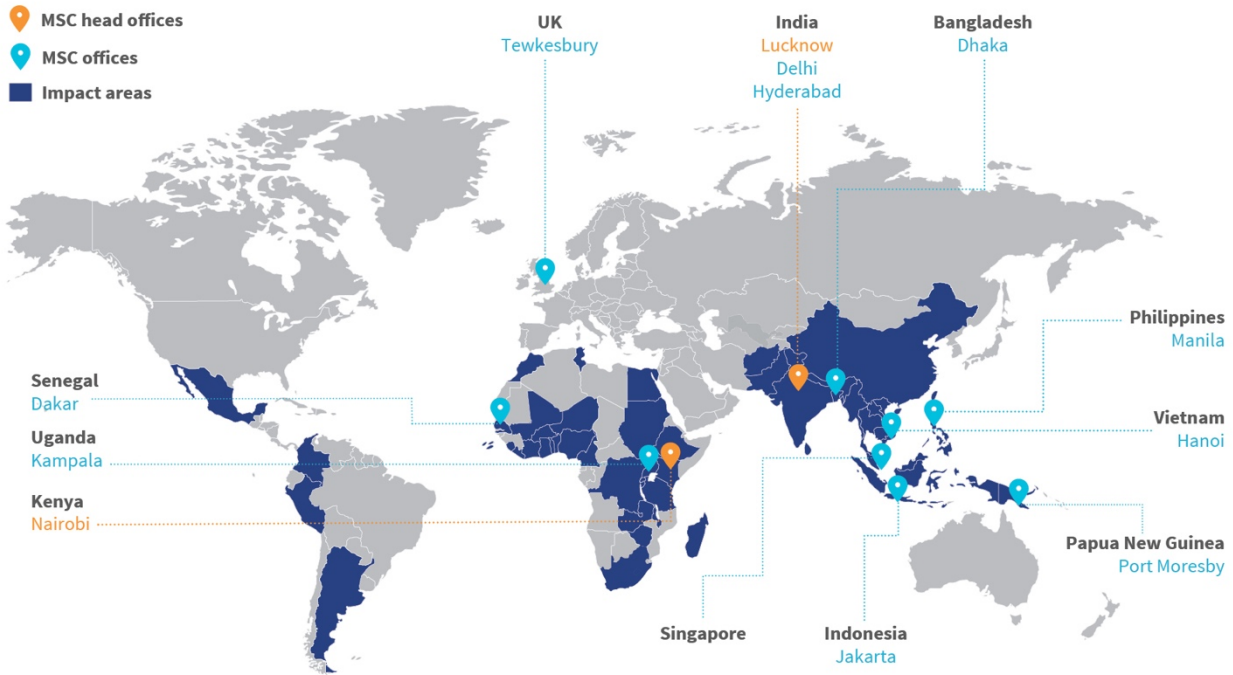 MSC head offices
MSC offices
Impact areas
UK
Tewkesbury
India
Lucknow
Delhi
Hyderabad
Bangladesh
Dhaka
Philippines
Manila
Senegal
Dakar
Vietnam
Hanoi
Uganda
Kampala
Kenya
Nairobi
Papua New Guinea
Port Moresby
Singapore
Indonesia
Jakarta